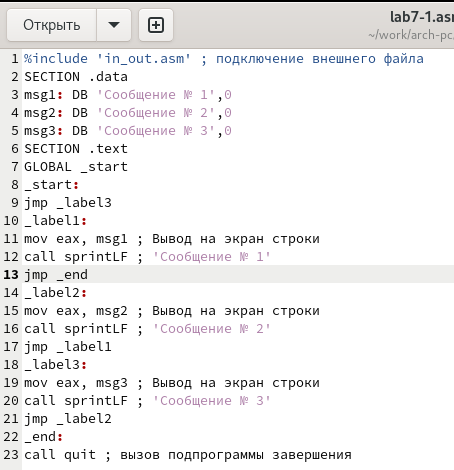 Открыть
lab7-1.asm
~/work/arch-pc
1 %include 'in_out.asm' ; подключение внешнего файла
2 SECTION .data
3 msg1: DB 'Сообщение № 1',0
4 msg2: DB 'Сообщение № 2',0
5 msg3: DB 'Сообщение № 3',0
6 SECTION .text
7 GLOBAL _start
8 _start:
9 jmp _label3
10 _label1:
11 mov eax, msg1 ; Вывод на экран строки
12 call sprintLF ; 'Сообщение № 1'
13 jmp _end
14 _label2:
15 mov eax, msg2 ; Вывод на экран строки
16 call sprintLF ; 'Сообщение № 2'
17 jmp _label1
18 _label3:
19 mov eax, msg3 ; Вывод на экран строки
20 call sprintLF ; 'Сообщение № 3'
21 jmp _label2
22 _end:
23 call quit ; вызов подпрограммы завершения